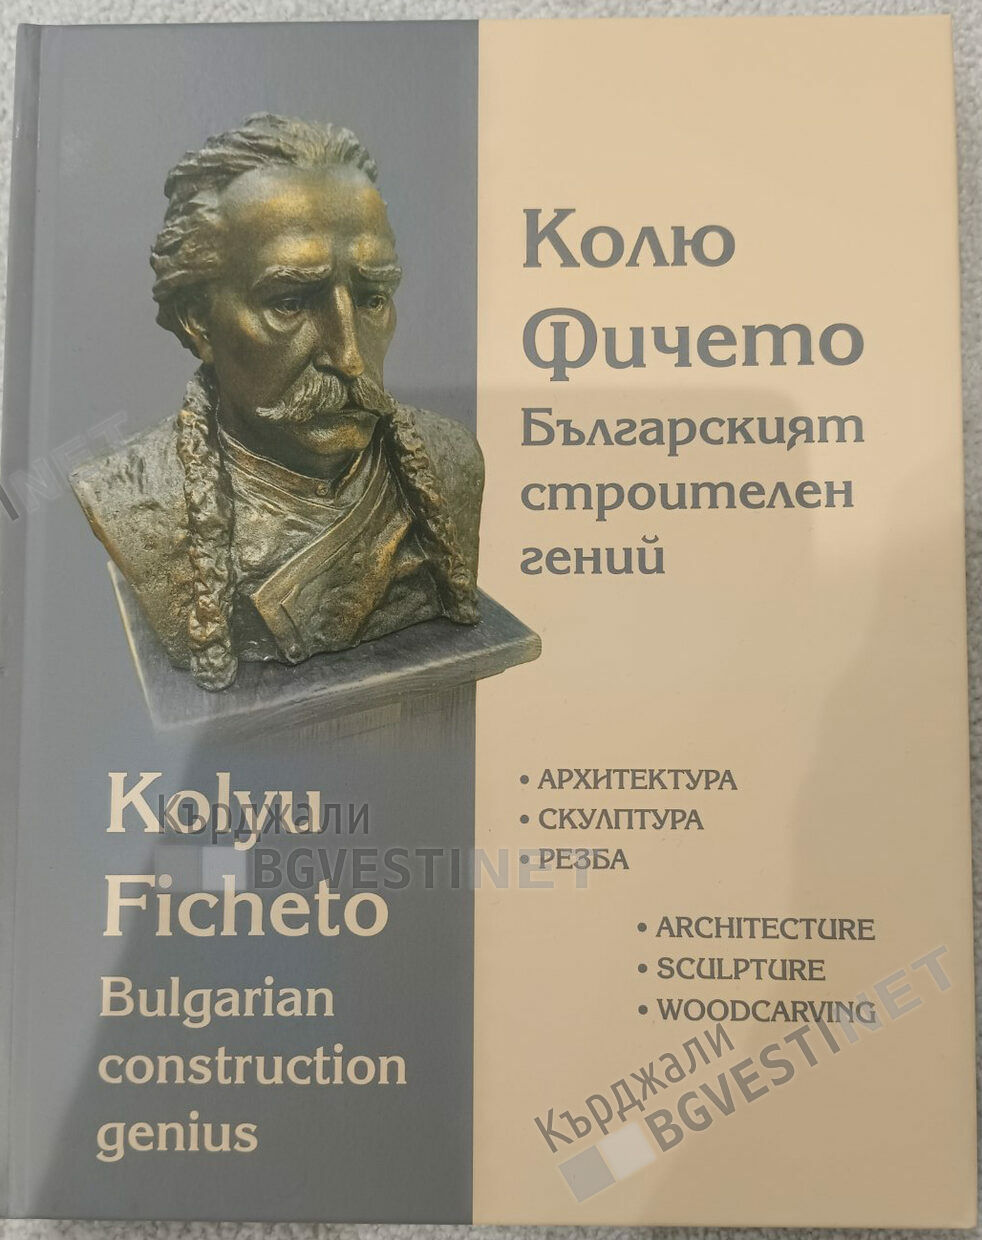 Колю
Фичето
Българският
строителен
гений
Kolyu
Ficheto
Bulgarian
construction
genius
• АРХИТЕКТУРА
• СКУЛПТУРА
• РЕЗБА
• ARCHITECTURE
• SCULPTURE
• WOODCARVING
Кърджали
BGVESTINET
Кърджали
BGVESTINET
NET